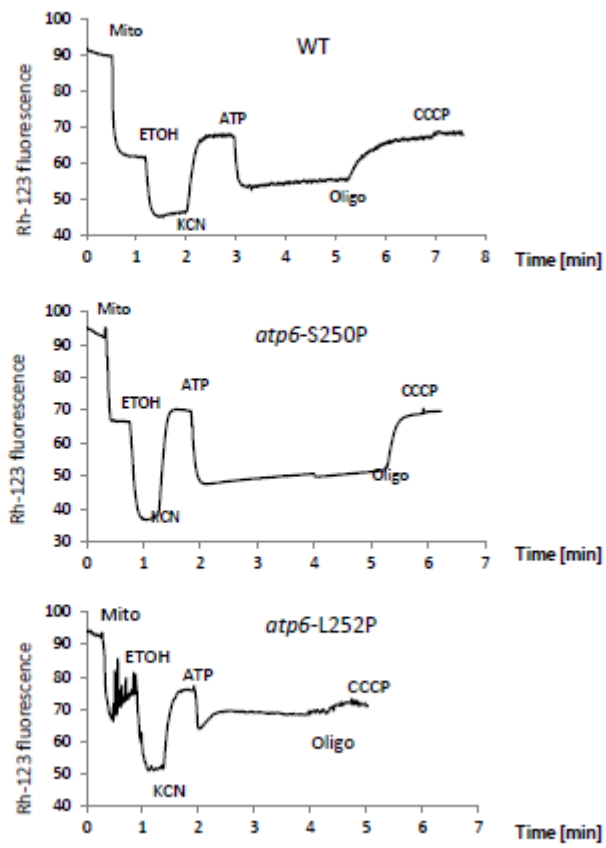 100
Mito
WT
90
80
ETOH
ATP
CCCP
70
60
50
KCN
Oligo
40
0 1 2 3 4 5 6 7 8
Time [min]
Rh-123 fluorescence
100
Mito
atp6-S250P
90
ETOH
ATP
CCCP
80
70
60
50
KCN
Oligo
40
30
0 1 2 3 4 5 6 7
Time [min]
Rh-123 fluorescence
100
Mito
atp6-L252P
90
ETOH
ATP
CCCP
80
70
60
Oligo
50
KCN
40
0 1 2 3 4 5 6 7
Time [min]
Rh-123 fluorescence